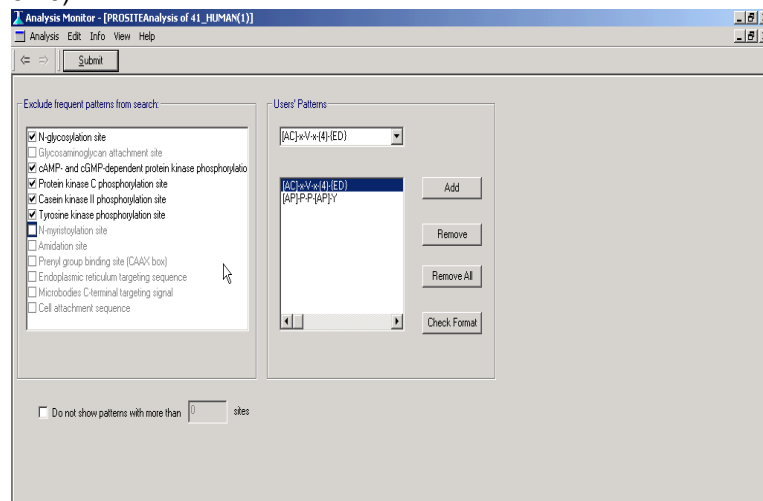 Analysis Monitor - [PROSITEAnalysis of 41_HUMAN(1)]
Analysis Edit Info View Help
Submit
Exclude frequent patterns from search:
N-glycosylation site
Glycosaminoglycan attachment site
cAMP- and cGMP-dependent protein kinase phosphorylatio
Protein kinase C phosphorylation site
Casein kinase II phosphorylation site
Tyrosine kinase phosphorylation site
N-myristoylation site
Amidation site
Prenyl group binding site (CAAX box)
Endoplasmic reticulum targeting sequence
Microbodies C-terminal targeting signal
Cell attachment sequence
Users' Patterns
[AC]-x-V-x-(4)-{ED}
[AC]-x-V-x-(4)-{ED}
[AP]-P-P-[AP]-Y
Add
Remove
Remove All
Check Format
Do not show patterns with more than 0 sites